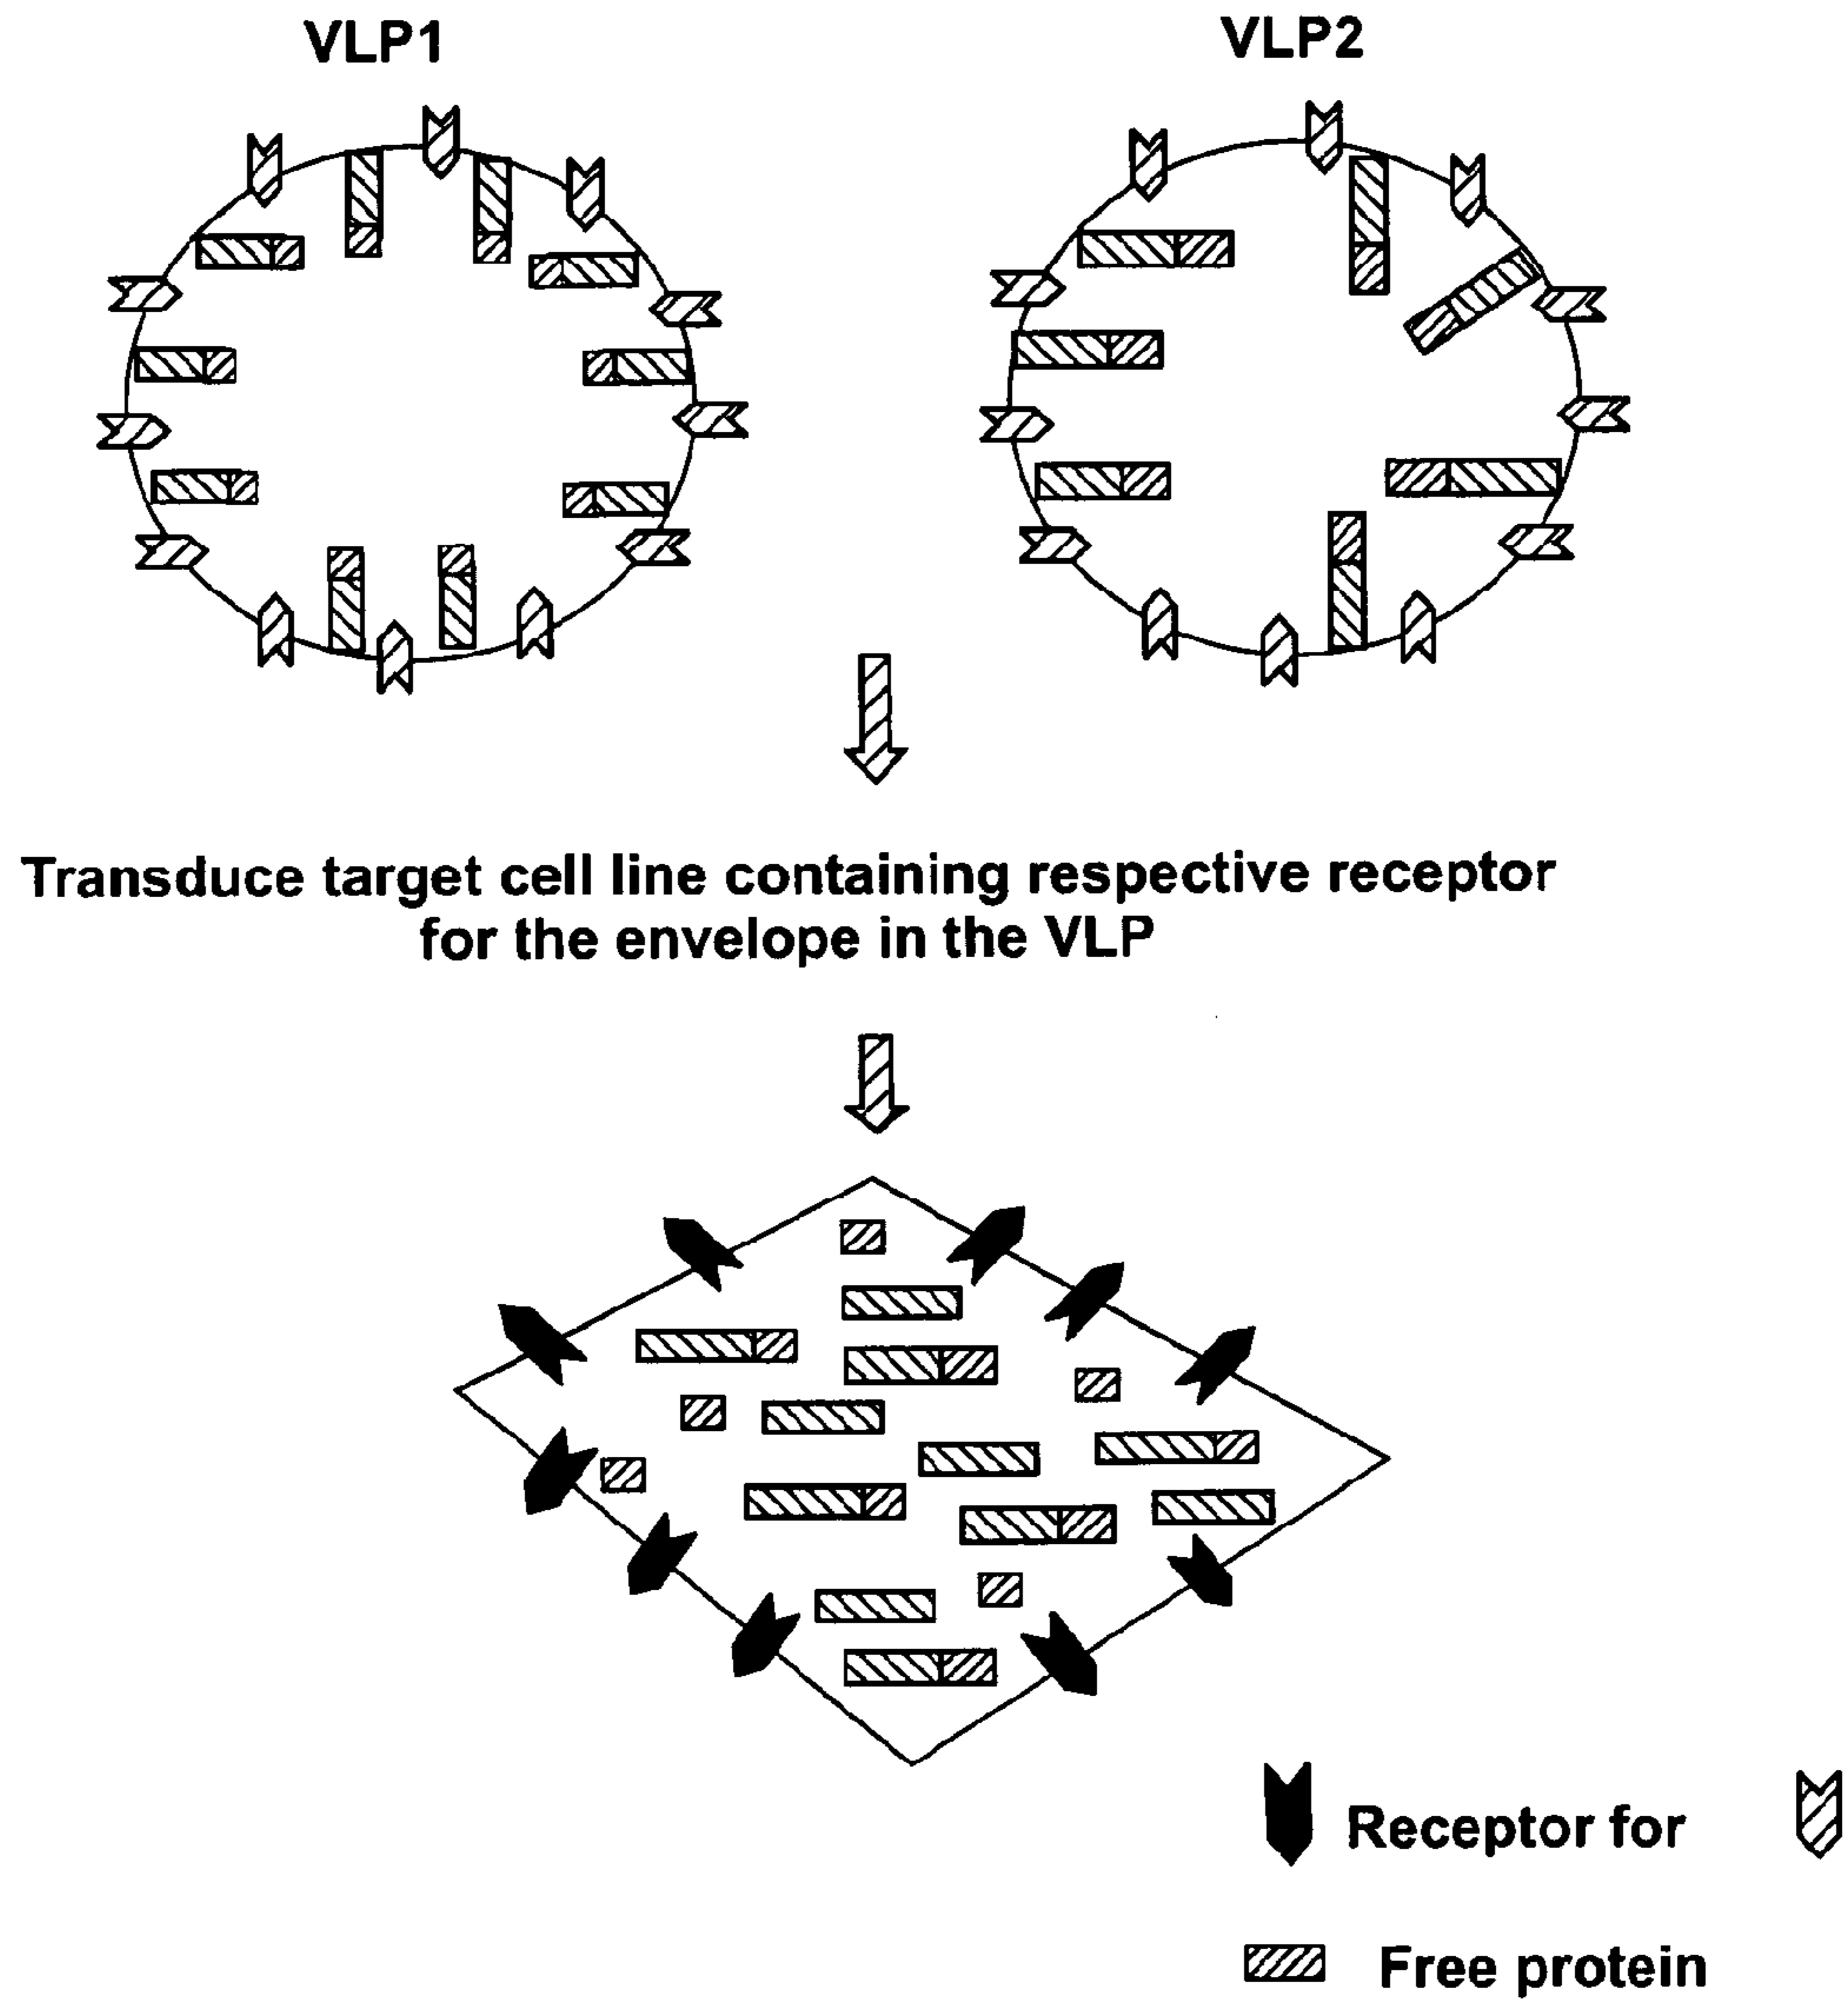 VLP1
VLP2
Transduce target cell line containing respective receptor
for the envelope in the VLP
Receptor for
Free protein